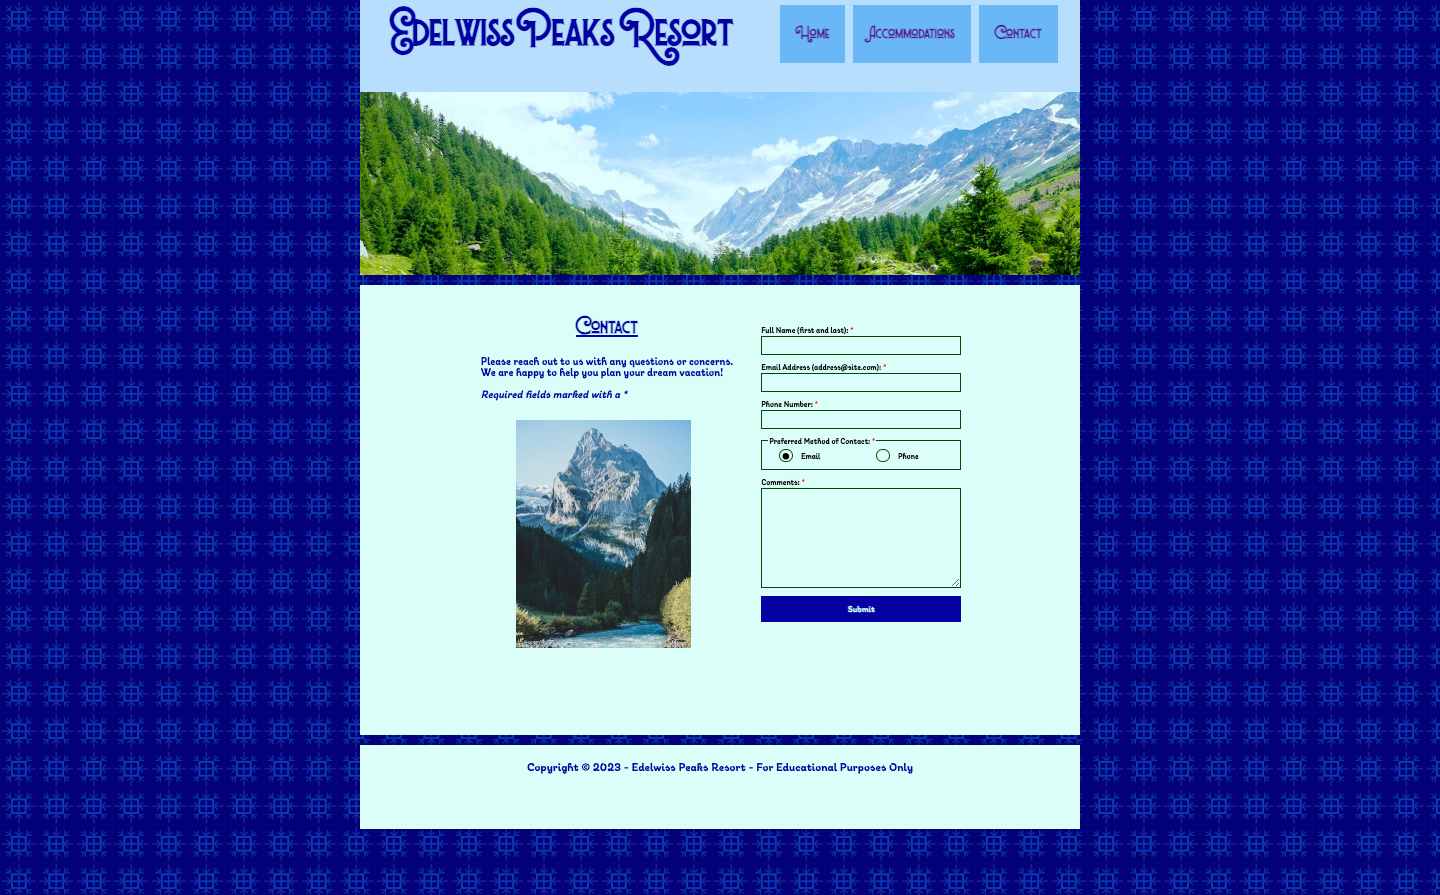 Edelwiss Peaks Resort
Home
Accommodations
Contact
Contact
Please reach out to us with any questions or concerns.
We are happy to help you plan your dream vacation!
Required fields marked with a *
Full Name (first and last): *
Email Address (address@site.com): *
Phone Number: *
Preferred Method of Contact: *
Email
Phone
Comments: *
Submit
Copyright © 2023 - Edelwiss Peaks Resort - For Educational Purposes Only